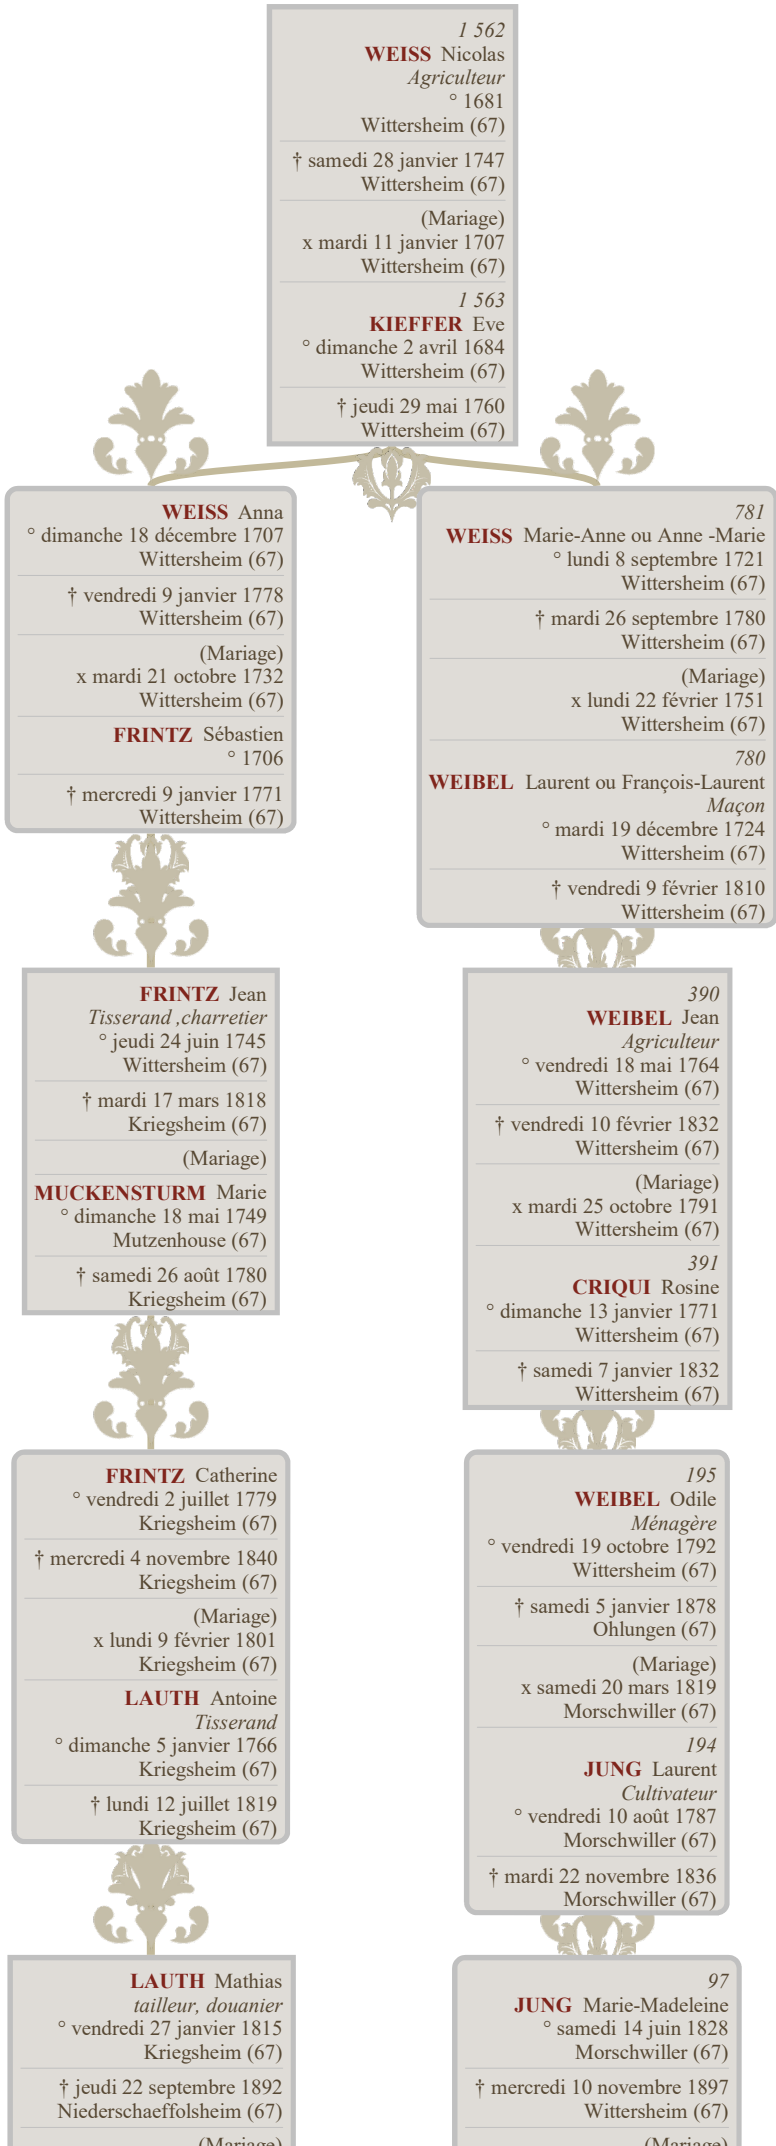 1 562
WEISS Nicolas
Agriculteur
° 1681
Wittersheim (67)
† samedi 28 janvier 1747
Wittersheim (67)
(Mariage)
x mardi 11 janvier 1707
Wittersheim (67)
1 563
KIEFFER Eve
° dimanche 2 avril 1684
Wittersheim (67)
† jeudi 29 mai 1760
Wittersheim (67)
WEISS Anna
° dimanche 18 décembre 1707
Wittersheim (67)
† vendredi 9 janvier 1778
Wittersheim (67)
(Mariage)
x mardi 21 octobre 1732
Wittersheim (67)
FRINTZ Sébastien
° 1706
† mercredi 9 janvier 1771
Wittersheim (67)
781
WEISS Marie-Anne ou Anne -Marie
° lundi 8 septembre 1721
Wittersheim (67)
† mardi 26 septembre 1780
Wittersheim (67)
(Mariage)
x lundi 22 février 1751
Wittersheim (67)
780
WEIBEL Laurent ou François-Laurent
Maçon
° mardi 19 décembre 1724
Wittersheim (67)
† vendredi 9 février 1810
Wittersheim (67)
FRINTZ Jean
Tisserand ,charretier
° jeudi 24 juin 1745
Wittersheim (67)
† mardi 17 mars 1818
Kriegsheim (67)
(Mariage)
MUCKENSTURM Marie
° dimanche 18 mai 1749
Mutzenhouse (67)
† samedi 26 août 1780
Kriegsheim (67)
390
WEIBEL Jean
Agriculteur
° vendredi 18 mai 1764
Wittersheim (67)
† vendredi 10 février 1832
Wittersheim (67)
(Mariage)
x mardi 25 octobre 1791
Wittersheim (67)
391
CRIQUI Rosine
° dimanche 13 janvier 1771
Wittersheim (67)
† samedi 7 janvier 1832
Wittersheim (67)
FRINTZ Catherine
° vendredi 2 juillet 1779
Kriegsheim (67)
† mercredi 4 novembre 1840
Kriegsheim (67)
(Mariage)
x lundi 9 février 1801
Kriegsheim (67)
LAUTH Antoine
Tisserand
° dimanche 5 janvier 1766
Kriegsheim (67)
† lundi 12 juillet 1819
Kriegsheim (67)
195
WEIBEL Odile
Ménagère
° vendredi 19 octobre 1792
Wittersheim (67)
† samedi 5 janvier 1878
Ohlungen (67)
(Mariage)
x samedi 20 mars 1819
Morschwiller (67)
194
JUNG Laurent
Cultivateur
° vendredi 10 août 1787
Morschwiller (67)
† mardi 22 novembre 1836
Morschwiller (67)
LAUTH Mathias
tailleur, douanier
° vendredi 27 janvier 1815
Kriegsheim (67)
† jeudi 22 septembre 1892
Niederschaeffolsheim (67)
(Mariage)
97
JUNG Marie-Madeleine
° samedi 14 juin 1828
Morschwiller (67)
† mercredi 10 novembre 1897
Wittersheim (67)
(Mariage)